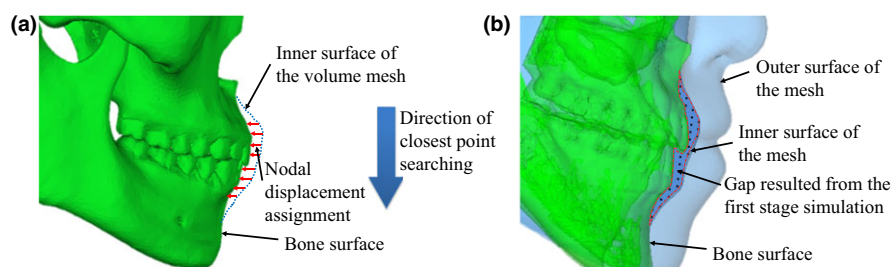 (a)
Inner surface of
the volume mesh
Direction of
closest point
searching
Nodal
displacement
assignment
Bone surface
(b)
Outer surface of
the mesh
Inner surface of
the mesh
Gap resulted from the
first stage simulation
Bone surface